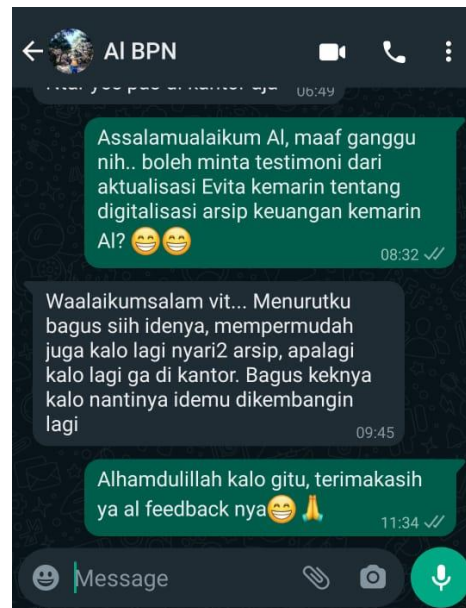 Al BPN
06:49
Assalamualaikum Al, maaf ganggu
nih.. boleh minta testimoni dari
aktualisasi Evita kemarin tentang
digitalisasi arsip keuangan kemarin
Al? 😁😁
08:32
Waalaikumsalam vit... Menurutku
bagus siih idenya, mempermudah
juga kalo lagi nyari2 arsip, apalagi
kalo lagi ga di kantor. Bagus keknya
kalo nantinya idemu dikembangin
lagi
09:45
Alhamdulillah kalo gitu, terimakasih
ya al feedback nya😁🙏
11:34
Message